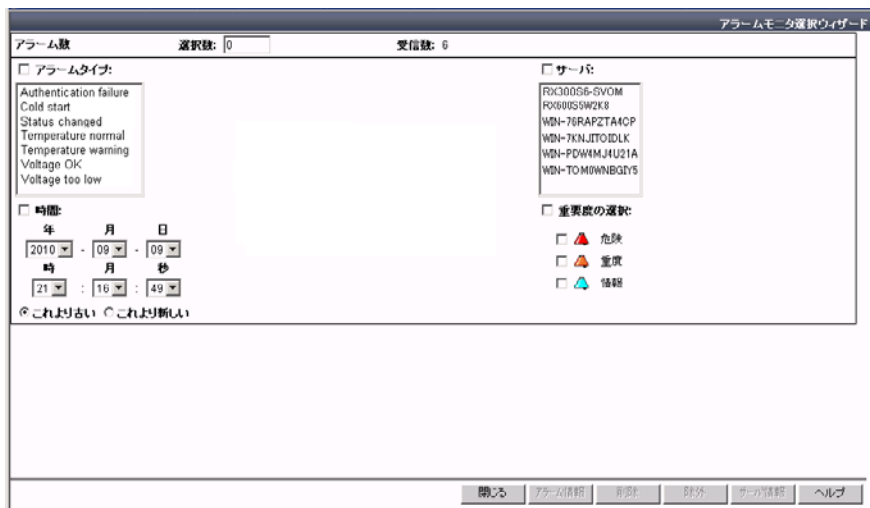 アラームモニタ選択ウィザード
アラーム数 選択数: 0 受信数: 6
アラームタイプ:
Authentication failure
Cold start
Status changed
Temperature normal
Temperature warning
Voltage OK
Voltage too low
サーバ:
RX300S6-SVOM
RX600S5W2K8
WIN-76RAPZTA4CP
WIN-7KNJITOIDLK
WIN-PDW4MJ4U21A
WIN-TOM0WNBGIY5
時間:
年 月 日
2010 - 09 - 09
時 月 秒
21 : 16 : 49
これより古い これより新しい
重要度の選択:
危険
重度
情報
閉じる アラーム情報 削除 除外 サーバ情報 ヘルプ